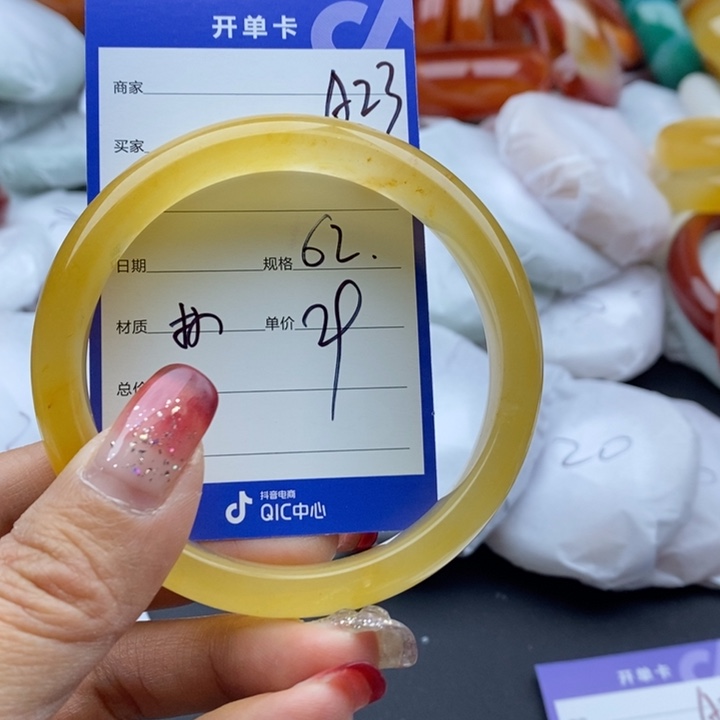 开单卡
商家 A23
买家
日期 规格 62.
材质 单价 29
总价
抖音电商
QIC中心
20
开单卡